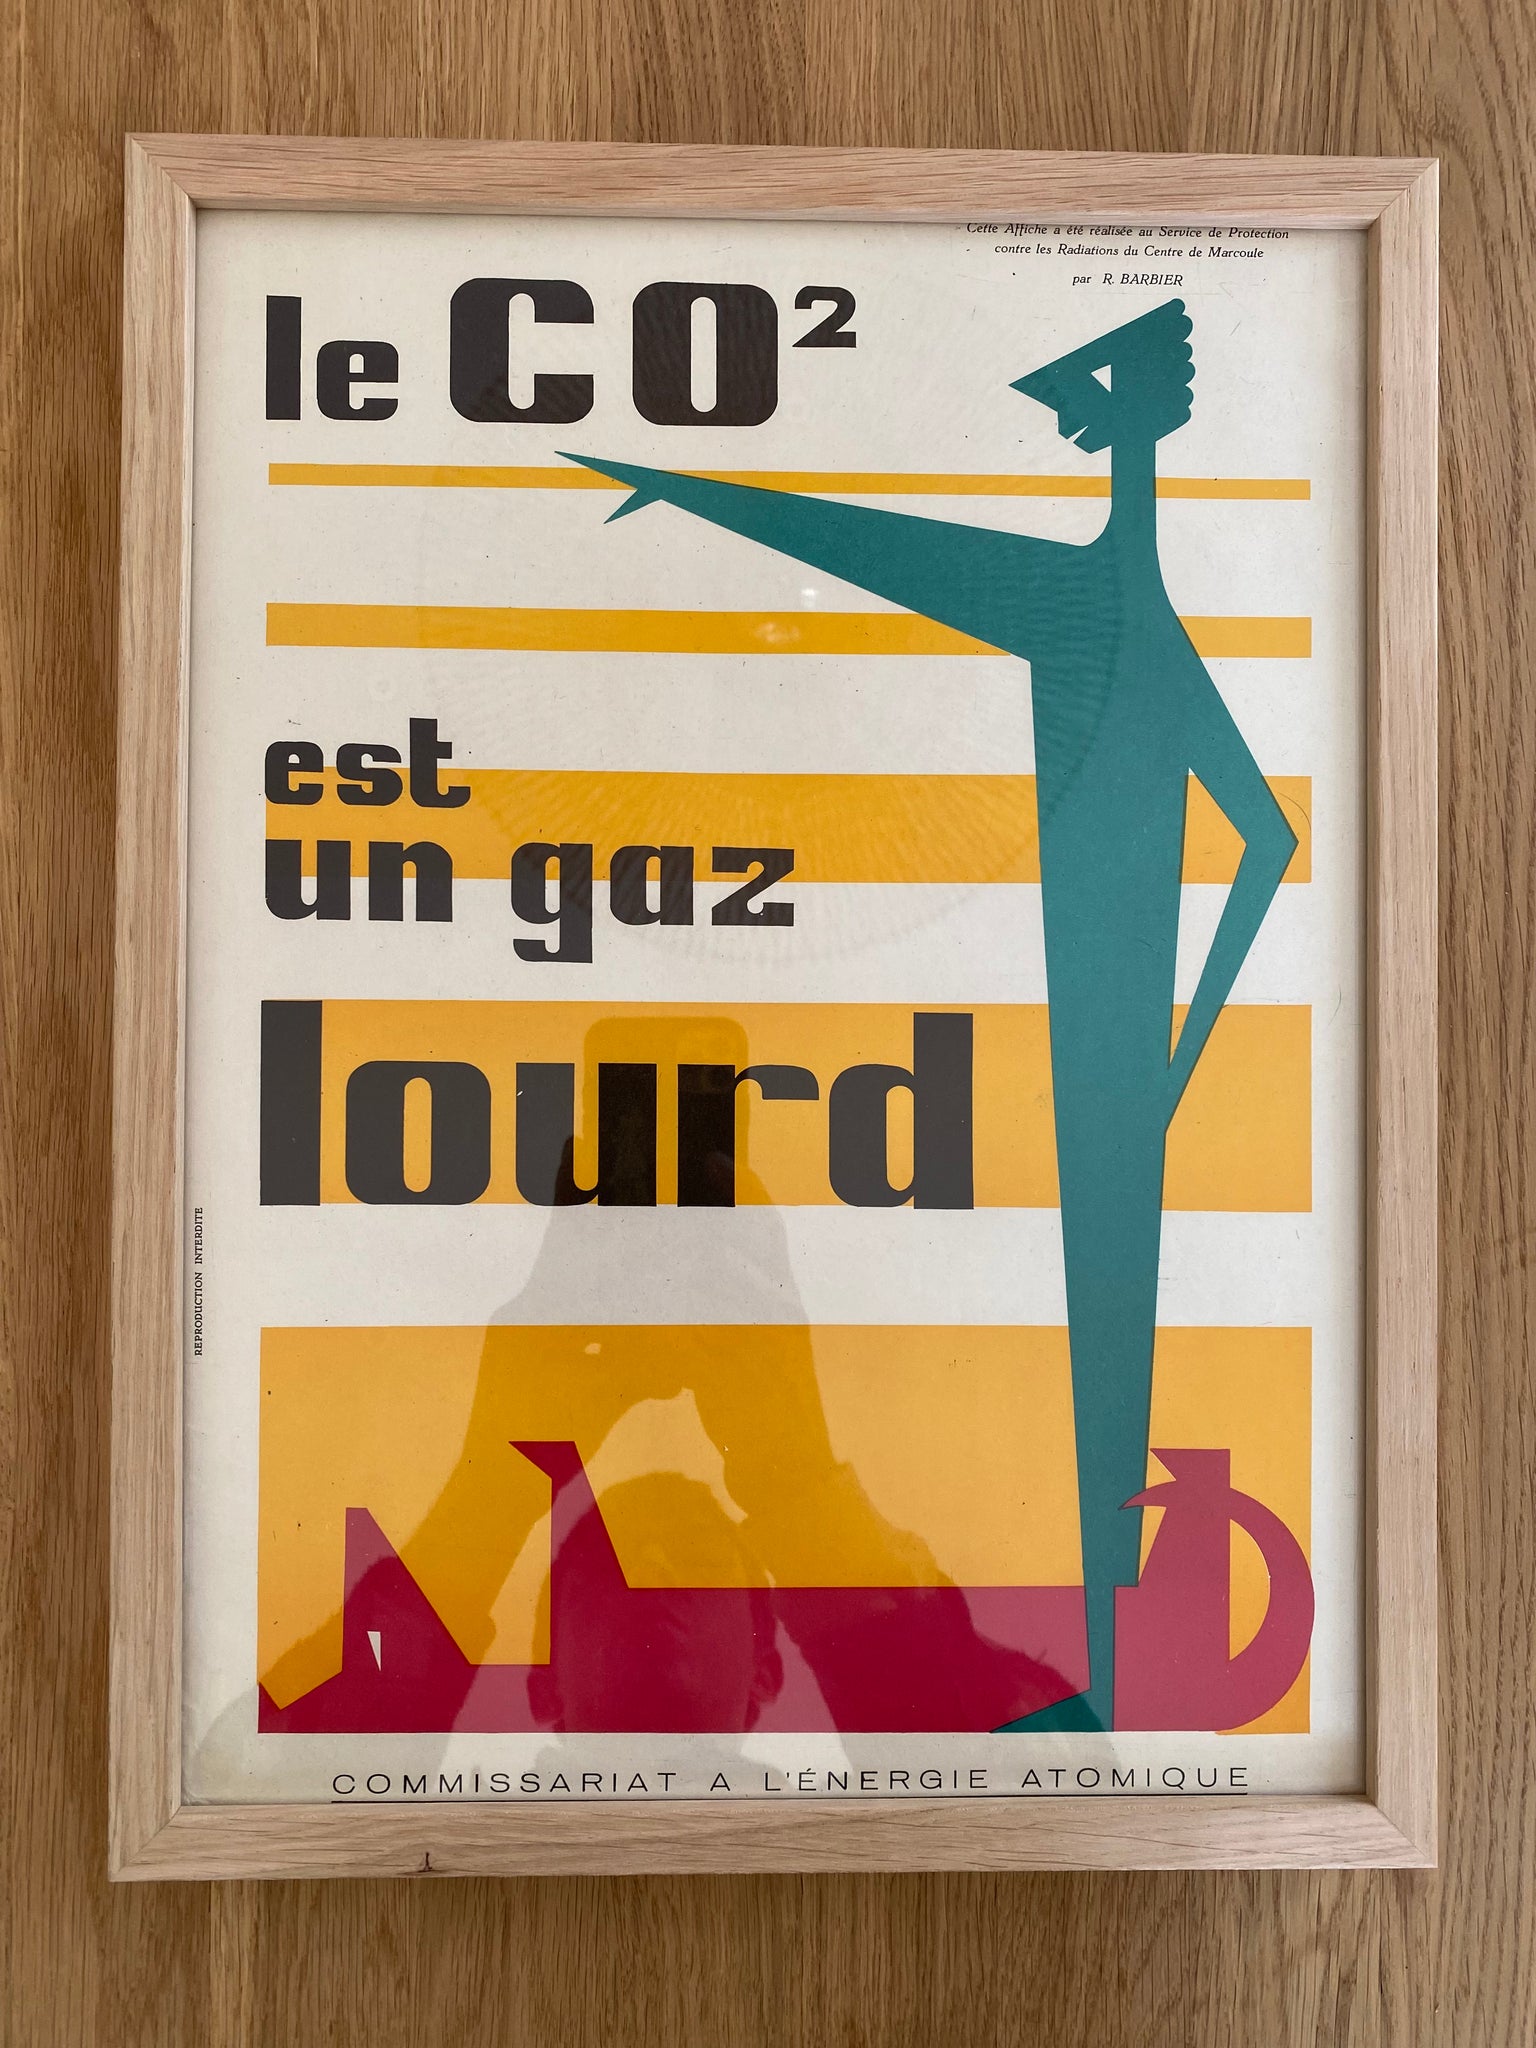 Cette Affiche a été réalisée au Service de Protection
contre les Radiations du Centre de Marcoule
par R. BARBIER
le CO²
est
un gaz
lourd
REPRODUCTION INTERDITE
COMMISSARIAT A L'ÉNERGIE ATOMIQUE